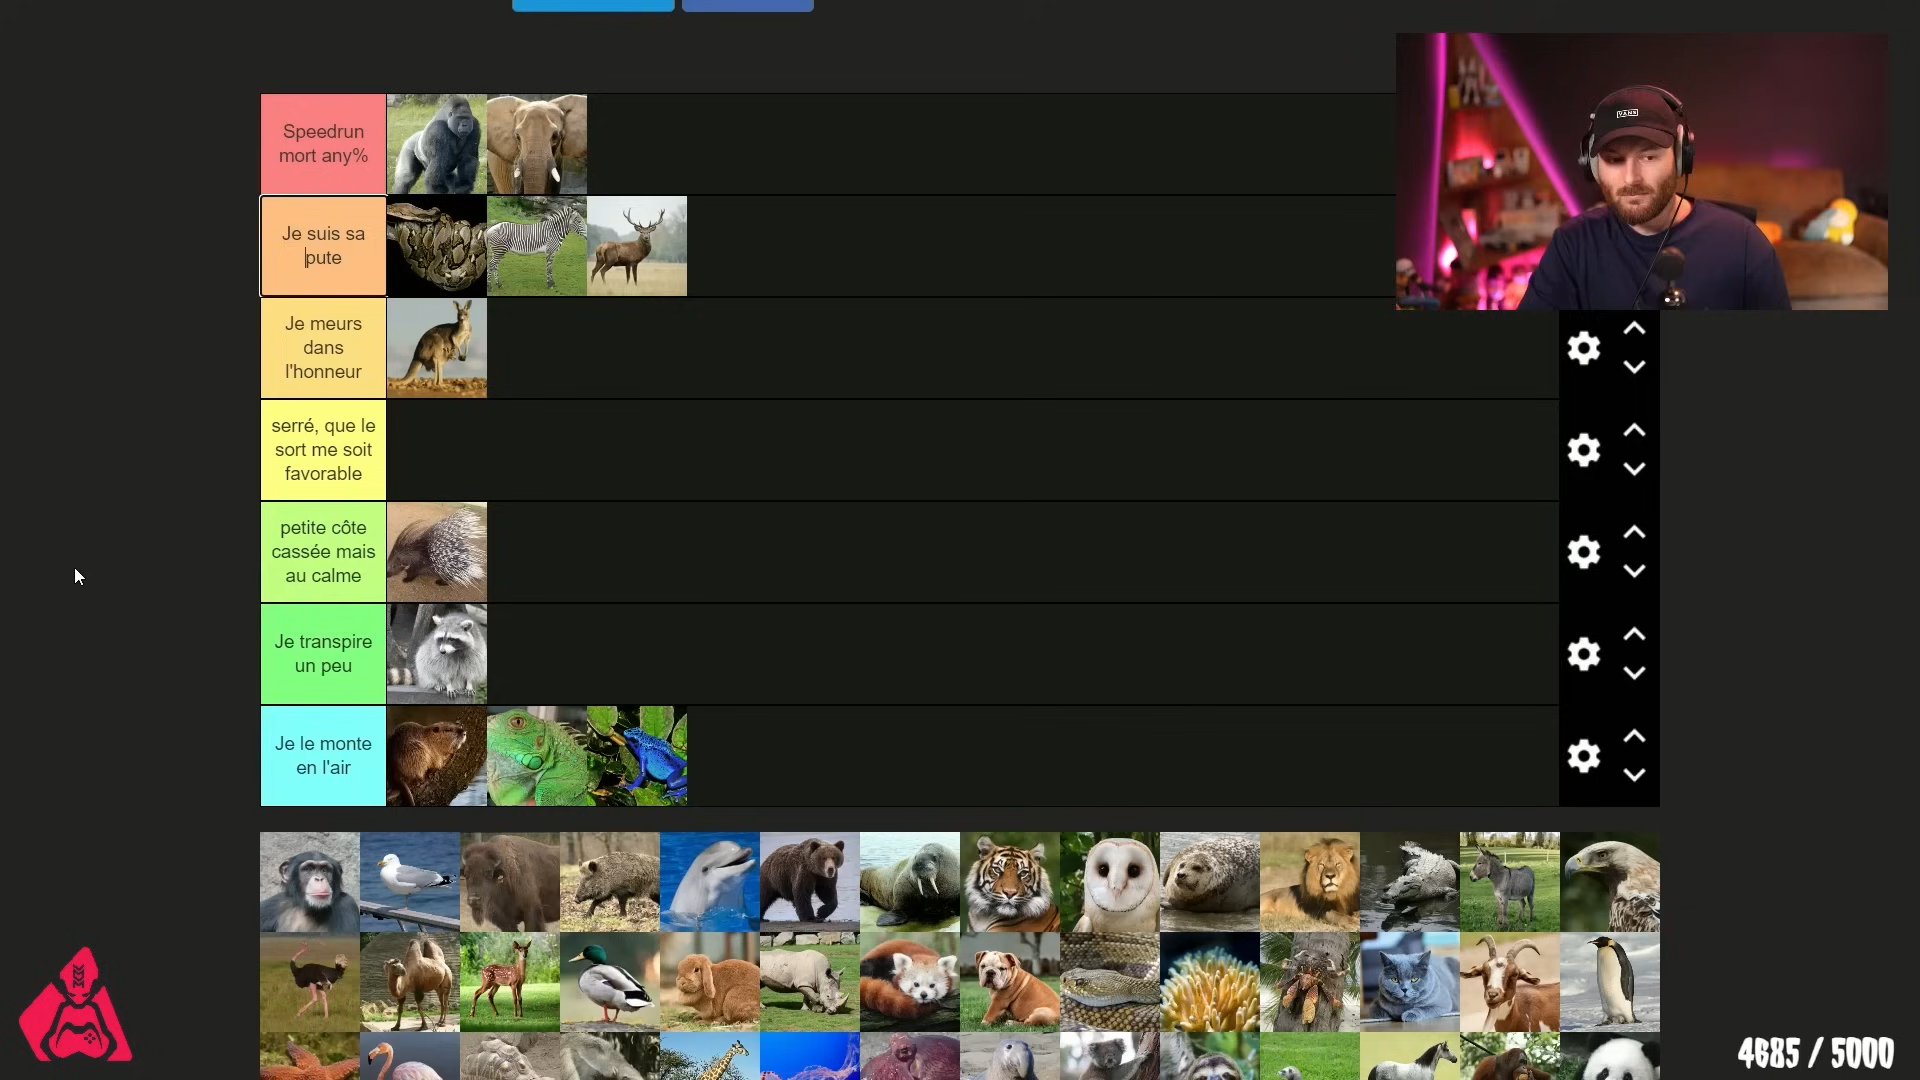 VANS
Speedrun
mort any%
Je suis sa
pute
Je meurs
dans
l'honneur
serré, que le
sort me soit
favorable
petite côte
cassée mais
au calme
Je transpire
un peu
Je le monte
en l'air
4685 / 5000